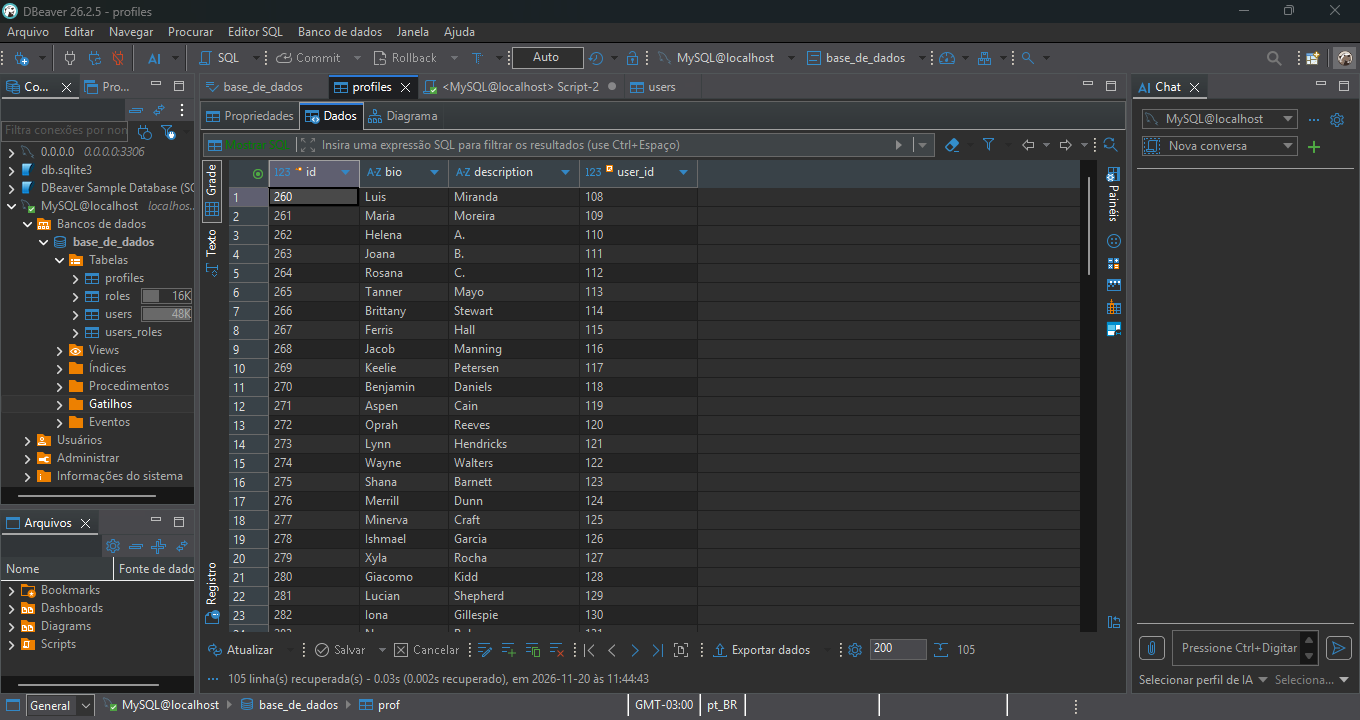 DBeaver 26.2.5 - profiles
Arquivo Editar Navegar Procurar Editor SQL Banco de dados Janela Ajuda
AI SQL Commit Rollback T Auto MySQL@localhost base_de_dados
Co... Pro...
base_de_dados profiles <MySQL@localhost> Script-2 users
AI Chat
Filtra conexões por nom
0.0.0.0 0.0.0.0:3306
db.sqlite3
DBeaver Sample Database (SQ
MySQL@localhost localhos...
Bancos de dados
base_de_dados
Tabelas
profiles
roles 16K
users 48K
users_roles
Views
Índices
Procedimentos
Gatilhos
Eventos
Usuários
Administrar
Informações do sistema
Arquivos
Nome Fonte de dado
Bookmarks
Dashboards
Diagrams
Scripts
Propriedades Dados Diagrama
Mostrar SQL Insira uma expressão SQL para filtrar os resultados (use Ctrl+Espaço)
Grade
Texto
Registro
123 id A-Z bio A-Z description 123 user_id
1 260 Luis Miranda 108
2 261 Maria Moreira 109
3 262 Helena A. 110
4 263 Joana B. 111
5 264 Rosana C. 112
6 265 Tanner Mayo 113
7 266 Brittany Stewart 114
8 267 Ferris Hall 115
9 268 Jacob Manning 116
10 269 Keelie Petersen 117
11 270 Benjamin Daniels 118
12 271 Aspen Cain 119
13 272 Oprah Reeves 120
14 273 Lynn Hendricks 121
15 274 Wayne Walters 122
16 275 Shana Barnett 123
17 276 Merrill Dunn 124
18 277 Minerva Craft 125
19 278 Ishmael Garcia 126
20 279 Xyla Rocha 127
21 280 Giacomo Kidd 128
22 281 Lucian Shepherd 129
23 282 Iona Gillespie 130
Painéis
Atualizar Salvar Cancelar Exportar dados 200 105
105 linha(s) recuperada(s) - 0.03s (0.002s recuperado), em 2026-11-20 às 11:44:43
MySQL@localhost
Nova conversa
Pressione Ctrl+Digitar
Selecionar perfil de IA Seleciona...
General MySQL@localhost base_de_dados prof
GMT-03:00 pt_BR